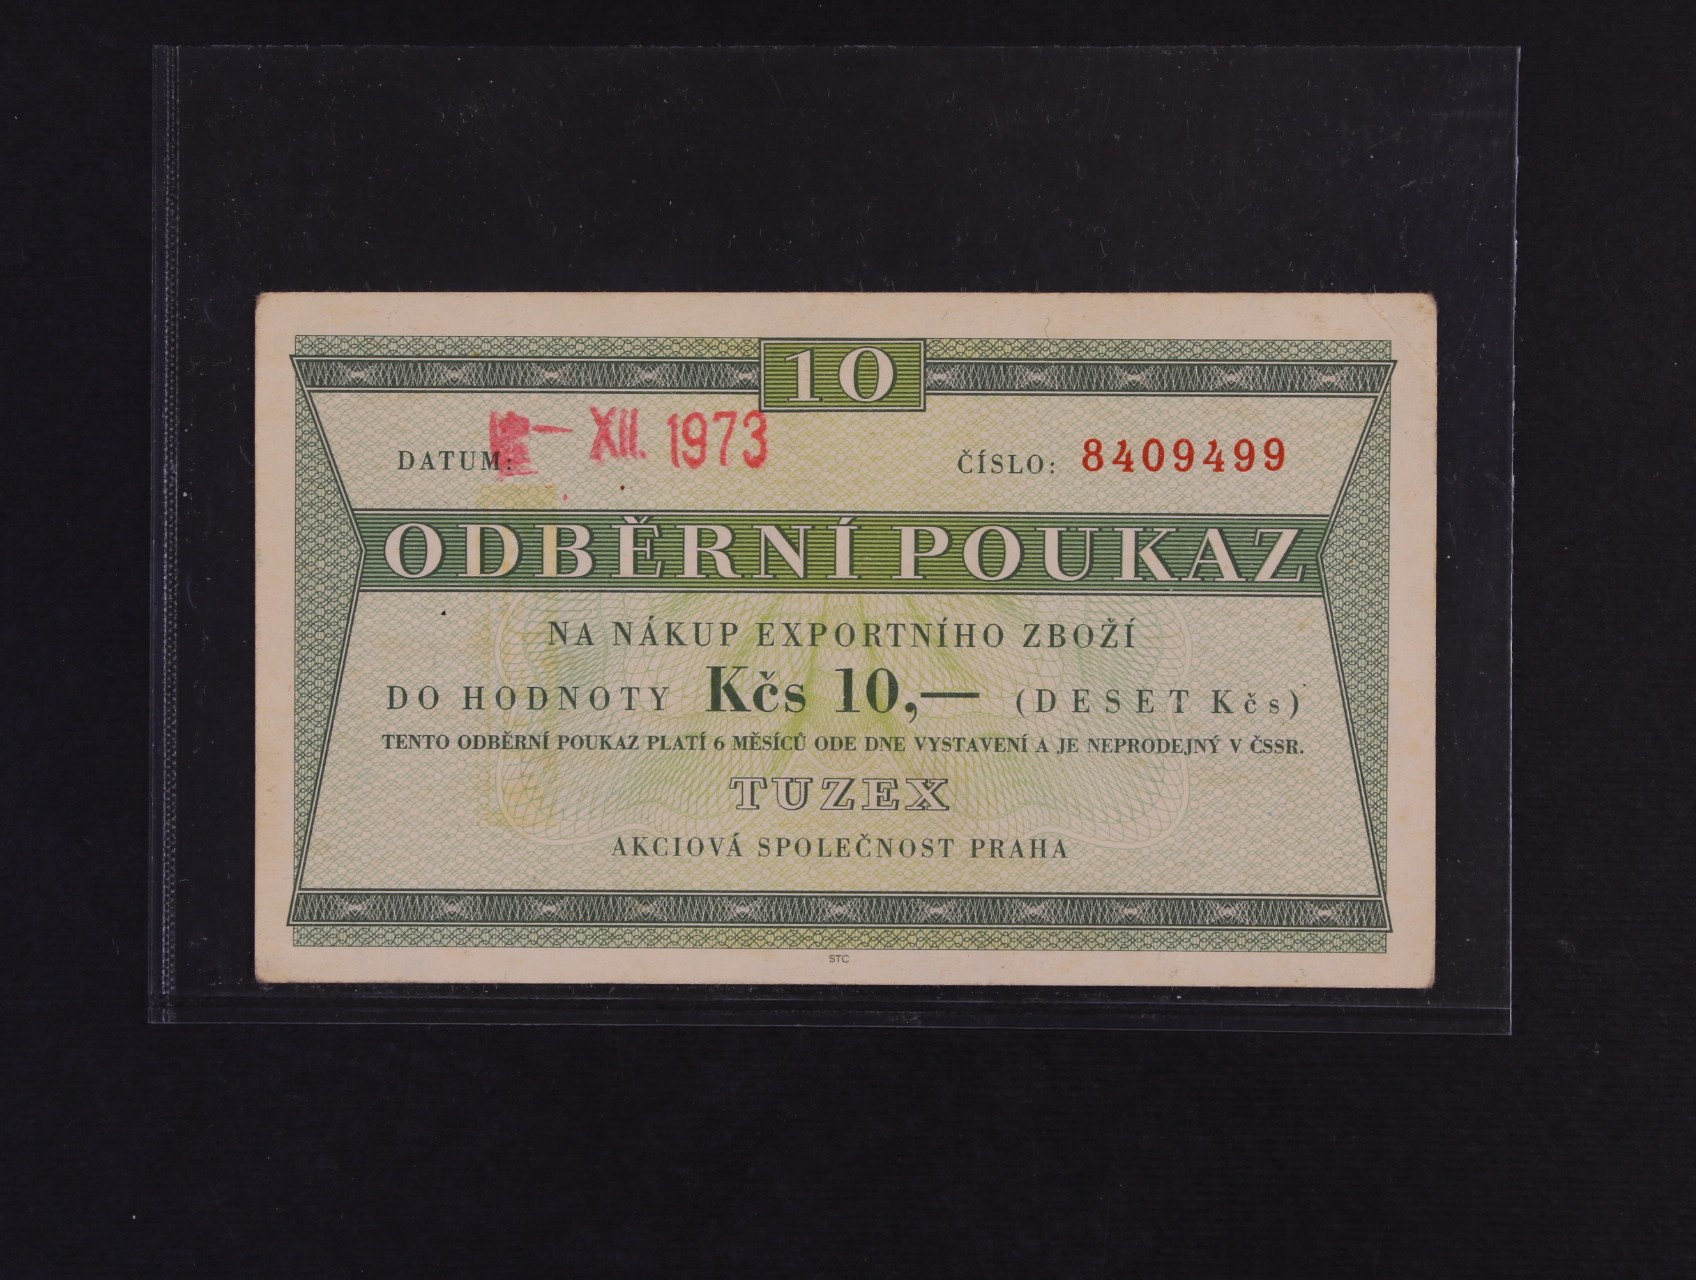 10
DATUM: – XII. 1973 ČÍSLO: 8409499
ODBĚRNÍ POUKAZ
NA NÁKUP EXPORTNÍHO ZBOŽÍ
DO HODNOTY Kčs 10,— (DESET Kčs)
TENTO ODBĚRNÍ POUKAZ PLATÍ 6 MĚSÍCŮ ODE DNE VYSTAVENÍ A JE NEPRODEJNÝ V ČSSR.
TUZEX
AKCIOVÁ SPOLEČNOST PRAHA
STC